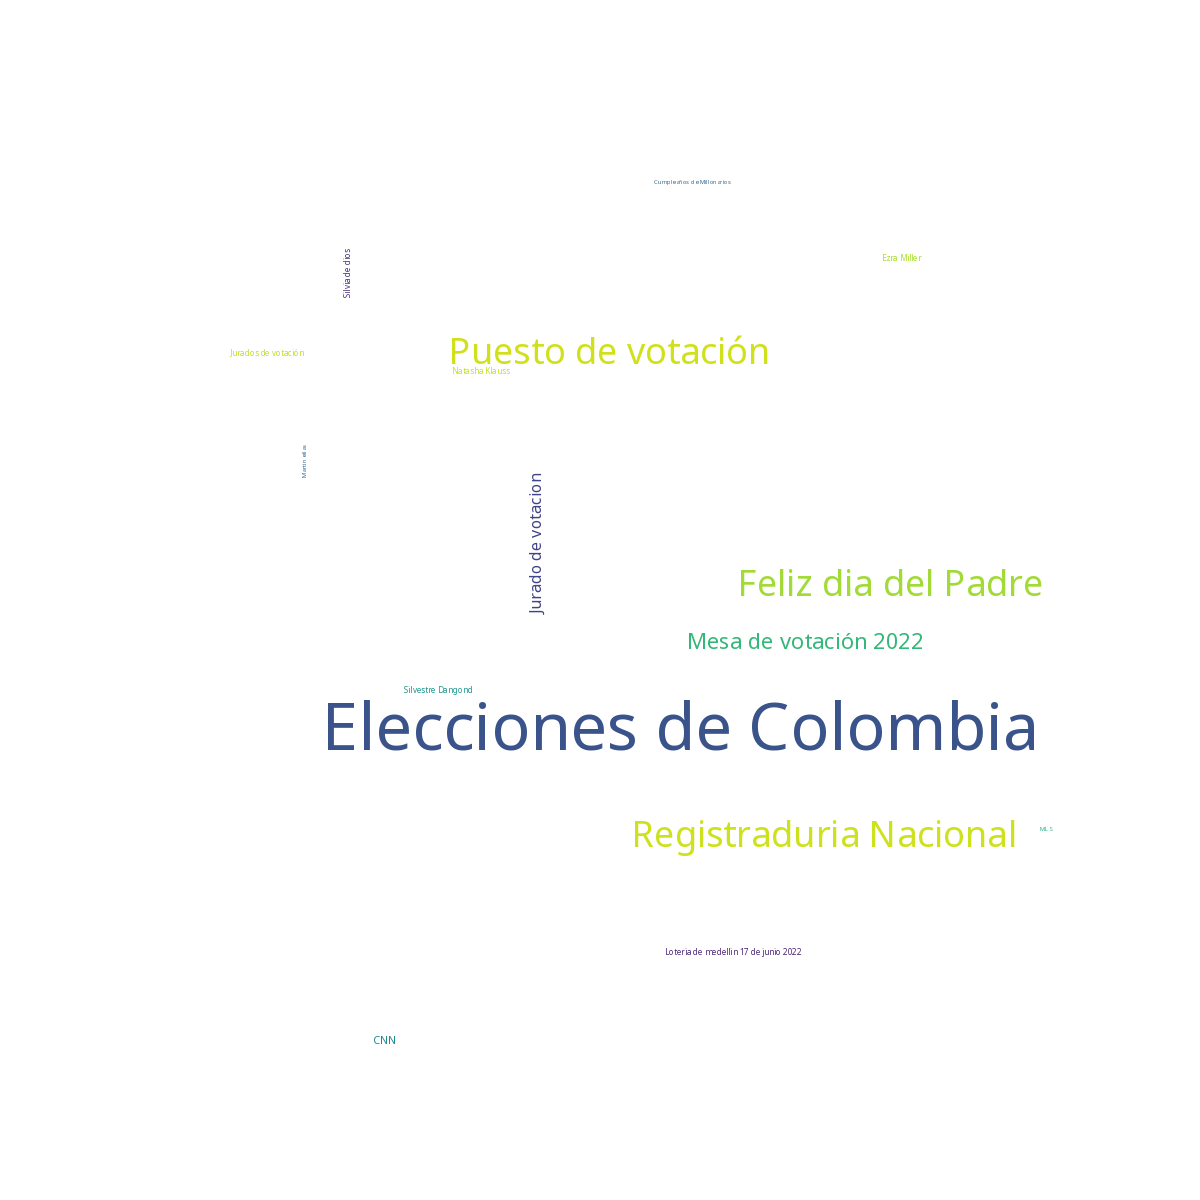 Cumpleaños de Millonarios
Silvia de dios
Ezra Miller
Puesto de votación
Jurados de votación
Natasha Klauss
Martin elias
Jurado de votacion
Feliz dia del Padre
Mesa de votación 2022
Silvestre Dangond
Elecciones de Colombia
Registraduria Nacional
MLS
Loteria de medellin 17 de junio 2022
CNN